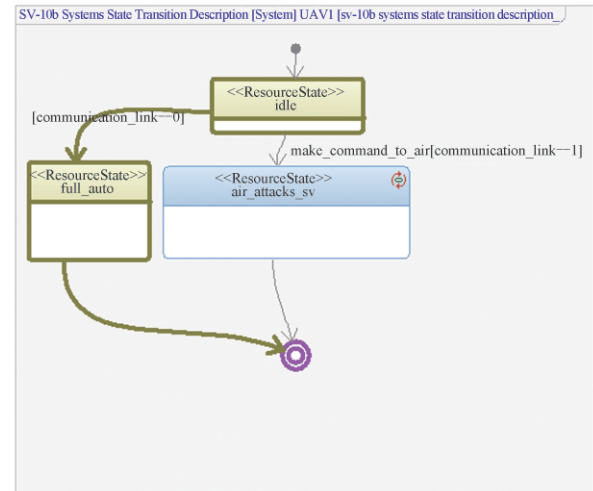 SV-10b Systems State Transition Description [System] UAV1 [sv-10b systems state transition description_
<<ResourceState>>
idle
[communication_link==0]
make_command_to_air[communication_link==1]
<<ResourceState>>
full_auto
<<ResourceState>>
air_attacks_sv